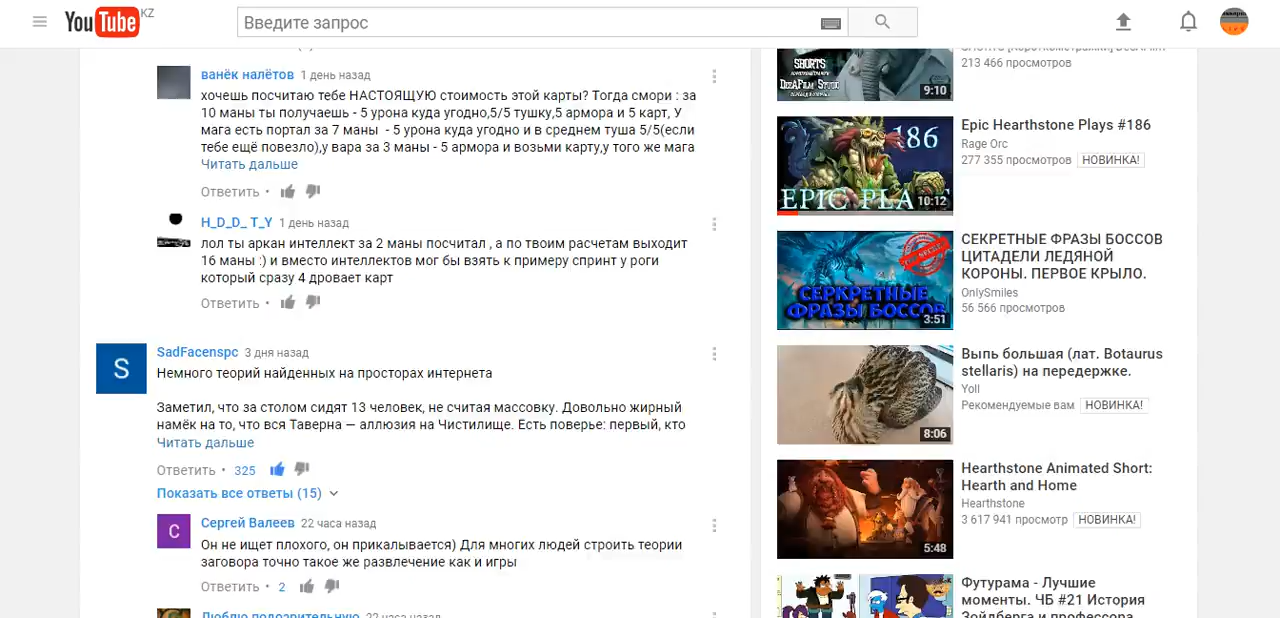 YouTube KZ
Введите запрос
ванёк налётов 1 день назад
хочешь посчитаю тебе НАСТОЯЩУЮ стоимость этой карты? Тогда смори : за
10 маны ты получаешь - 5 урона куда угодно,5/5 тушку,5 армора и 5 карт, У
мага есть портал за 7 маны - 5 урона куда угодно и в среднем туша 5/5(если
тебе ещё повезло),у вара за 3 маны - 5 армора и возьми карту,у того же мага
Читать дальше
Ответить •
H_D_D_ T_Y 1 день назад
лол ты аркан интеллект за 2 маны посчитал , а по твоим расчетам выходит
16 маны :) и вместо интеллектов мог бы взять к примеру спринт у роги
который сразу 4 дровает карт
Ответить •
S
SadFacenspc 3 дня назад
Немного теорий найденных на просторах интернета
Заметил, что за столом сидят 13 человек, не считая массовку. Довольно жирный
намёк на то, что вся Таверна — аллюзия на Чистилище. Есть поверье: первый, кто
Читать дальше
Ответить • 325
Показать все ответы (15)
С
Сергей Валеев 22 часа назад
Он не ищет плохого, он прикалывается) Для многих людей строить теории
заговора точно такое же развлечение как и игры
Ответить • 2
Люблю подозрительную 22 часа назад
SHORTS
DeeAFilm Studio
9:10
213 466 просмотров
186
EPIC PLA
10:12
Epic Hearthstone Plays #186
Rage Orc
277 355 просмотров НОВИНКА!
СЕРКРЕТНЫЕ
ФРАЗЫ БОССОВ
3:51
СЕКРЕТНЫЕ ФРАЗЫ БОССОВ
ЦИТАДЕЛИ ЛЕДЯНОЙ
КОРОНЫ. ПЕРВОЕ КРЫЛО.
OnlySmiles
56 566 просмотров
8:06
Выпь большая (лат. Botaurus
stellaris) на передержке.
Yoll
Рекомендуемые вам НОВИНКА!
5:48
Hearthstone Animated Short:
Hearth and Home
Hearthstone
3 617 941 просмотр НОВИНКА!
Футурама - Лучшие
моменты. ЧБ #21 История
Зойдберга и профессора